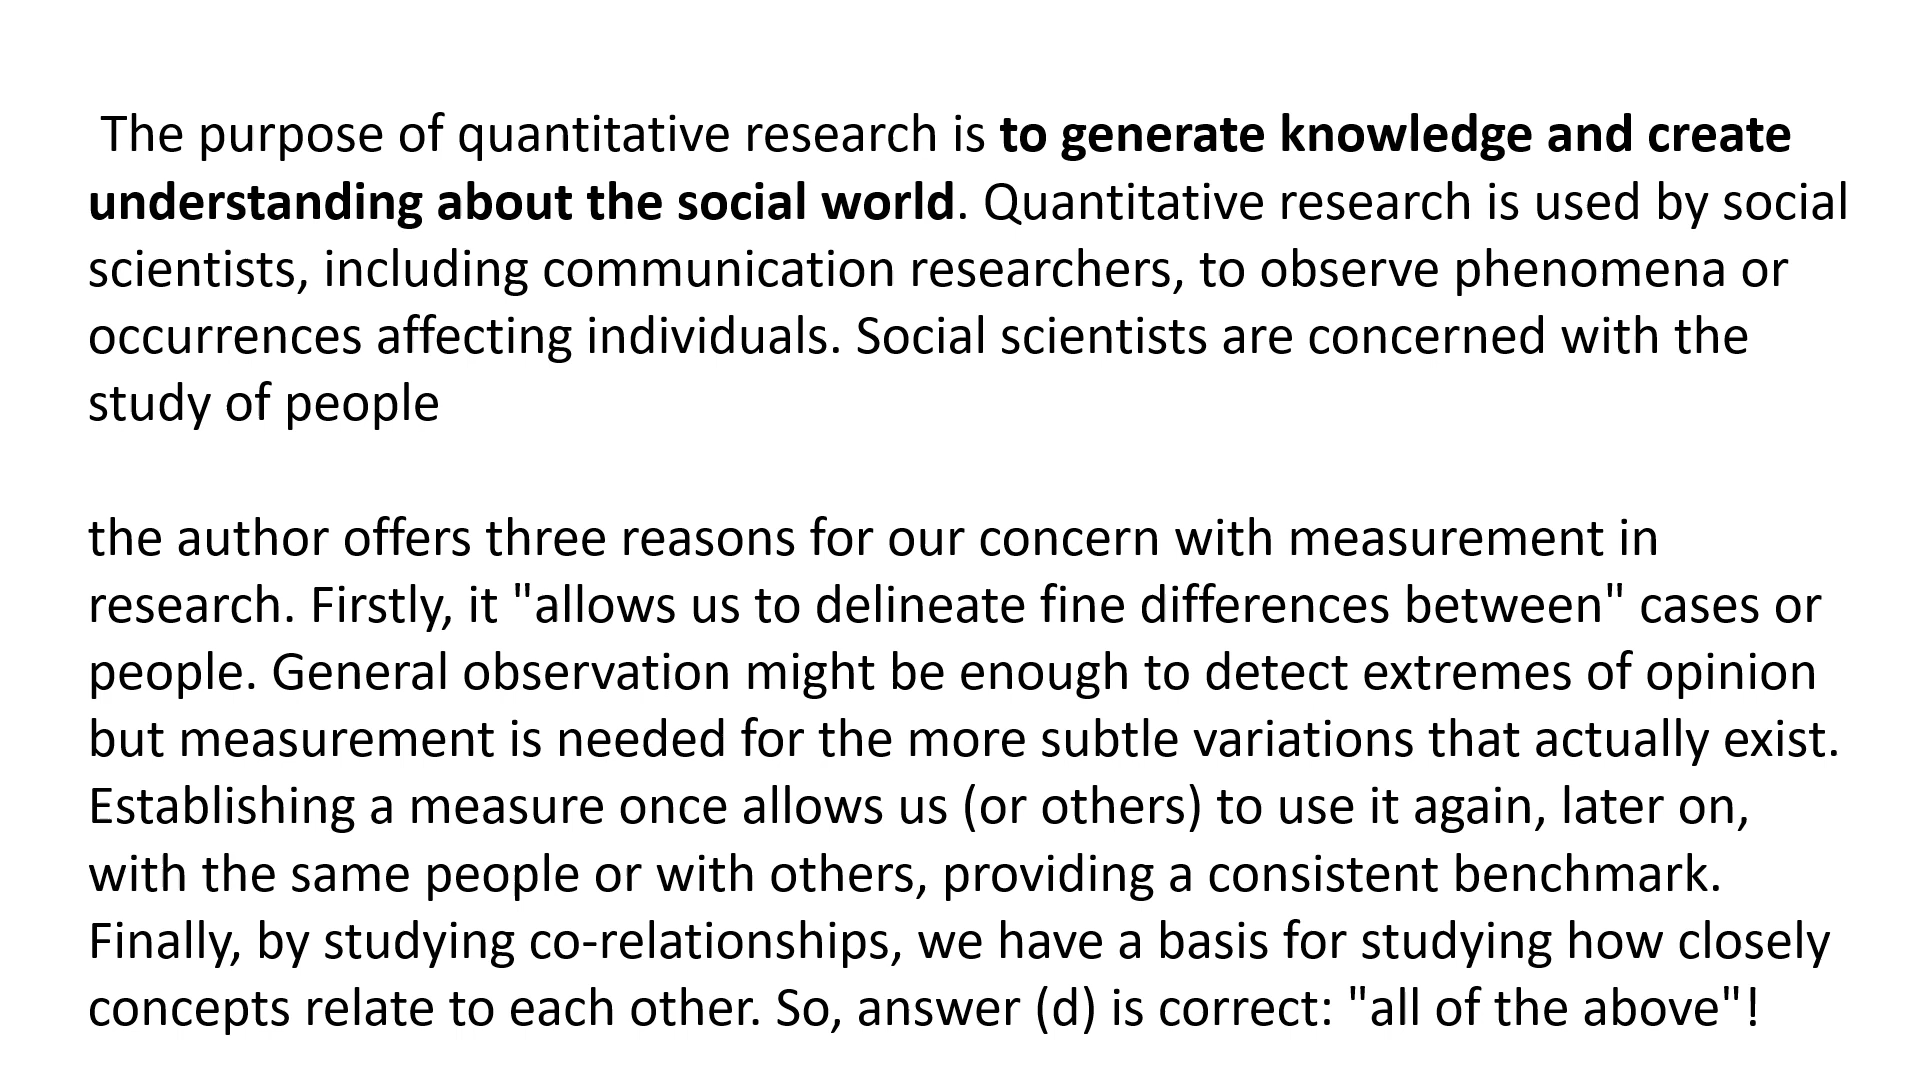 The purpose of quantitative research is to generate knowledge and create
understanding about the social world. Quantitative research is used by social
scientists, including communication researchers, to observe phenomena or
occurrences affecting individuals. Social scientists are concerned with the
study of people
the author offers three reasons for our concern with measurement in
research. Firstly, it "allows us to delineate fine differences between" cases or
people. General observation might be enough to detect extremes of opinion
but measurement is needed for the more subtle variations that actually exist.
Establishing a measure once allows us (or others) to use it again, later on,
with the same people or with others, providing a consistent benchmark.
Finally, by studying co-relationships, we have a basis for studying how closely
concepts relate to each other. So, answer (d) is correct: "all of the above"!